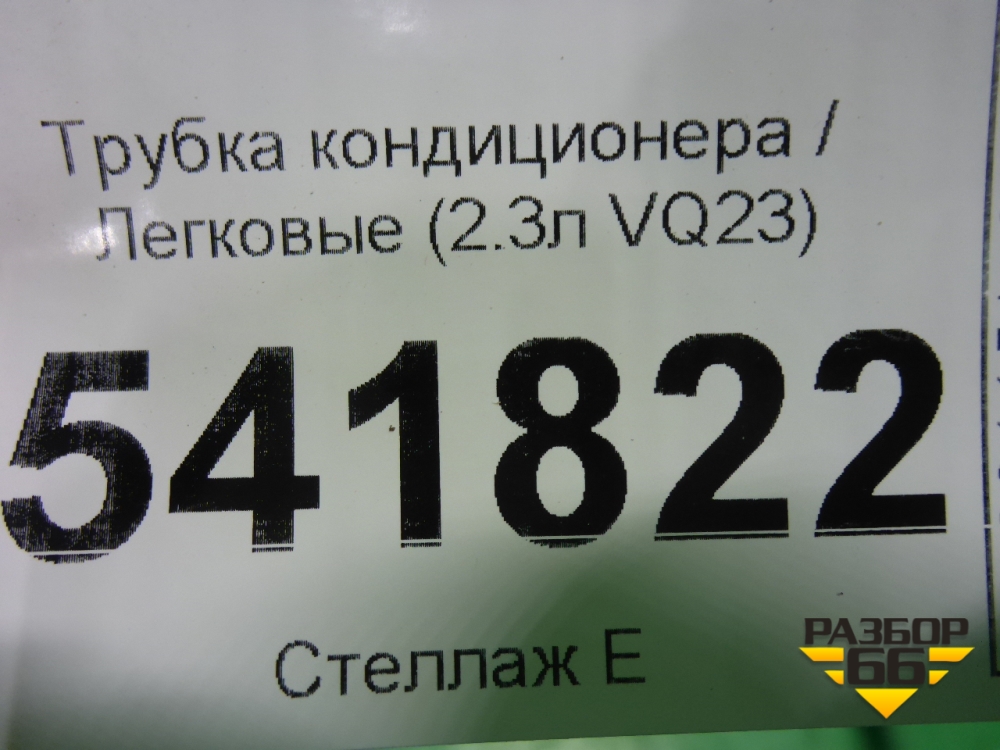 Трубка кондиционера /
Легковые (2.3л VQ23)
541822
Стеллаж Е
РАЗБОР
66